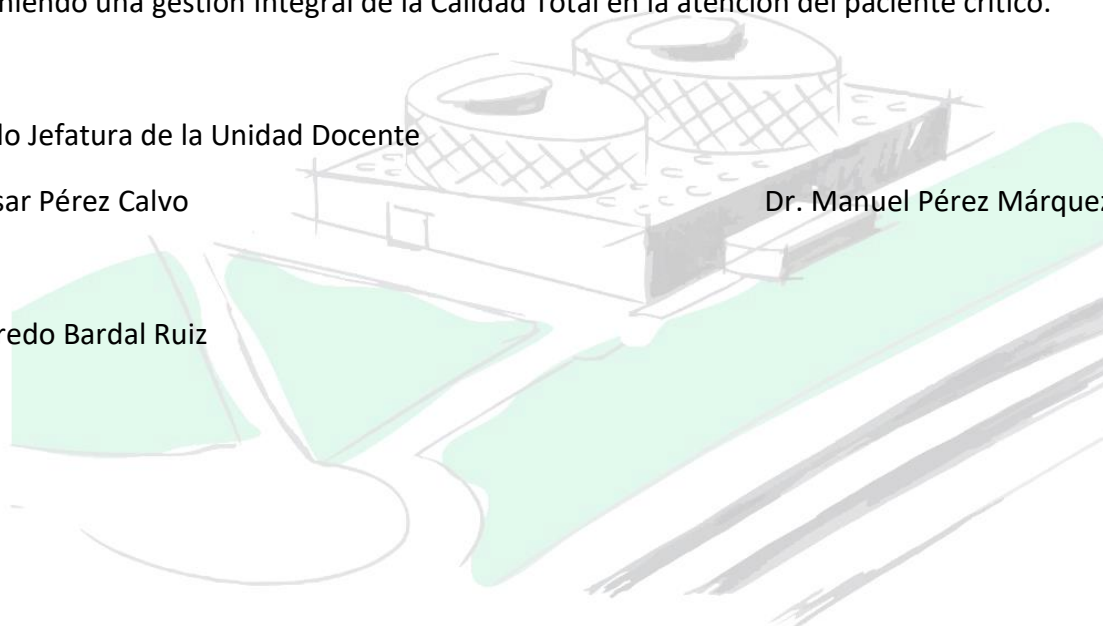 niendo una gestión Integral de la Calidad Total en la atención del paciente crítico.
do Jefatura de la Unidad Docente
sar Pérez Calvo Dr. Manuel Pérez Márquez
redo Bardal Ruiz